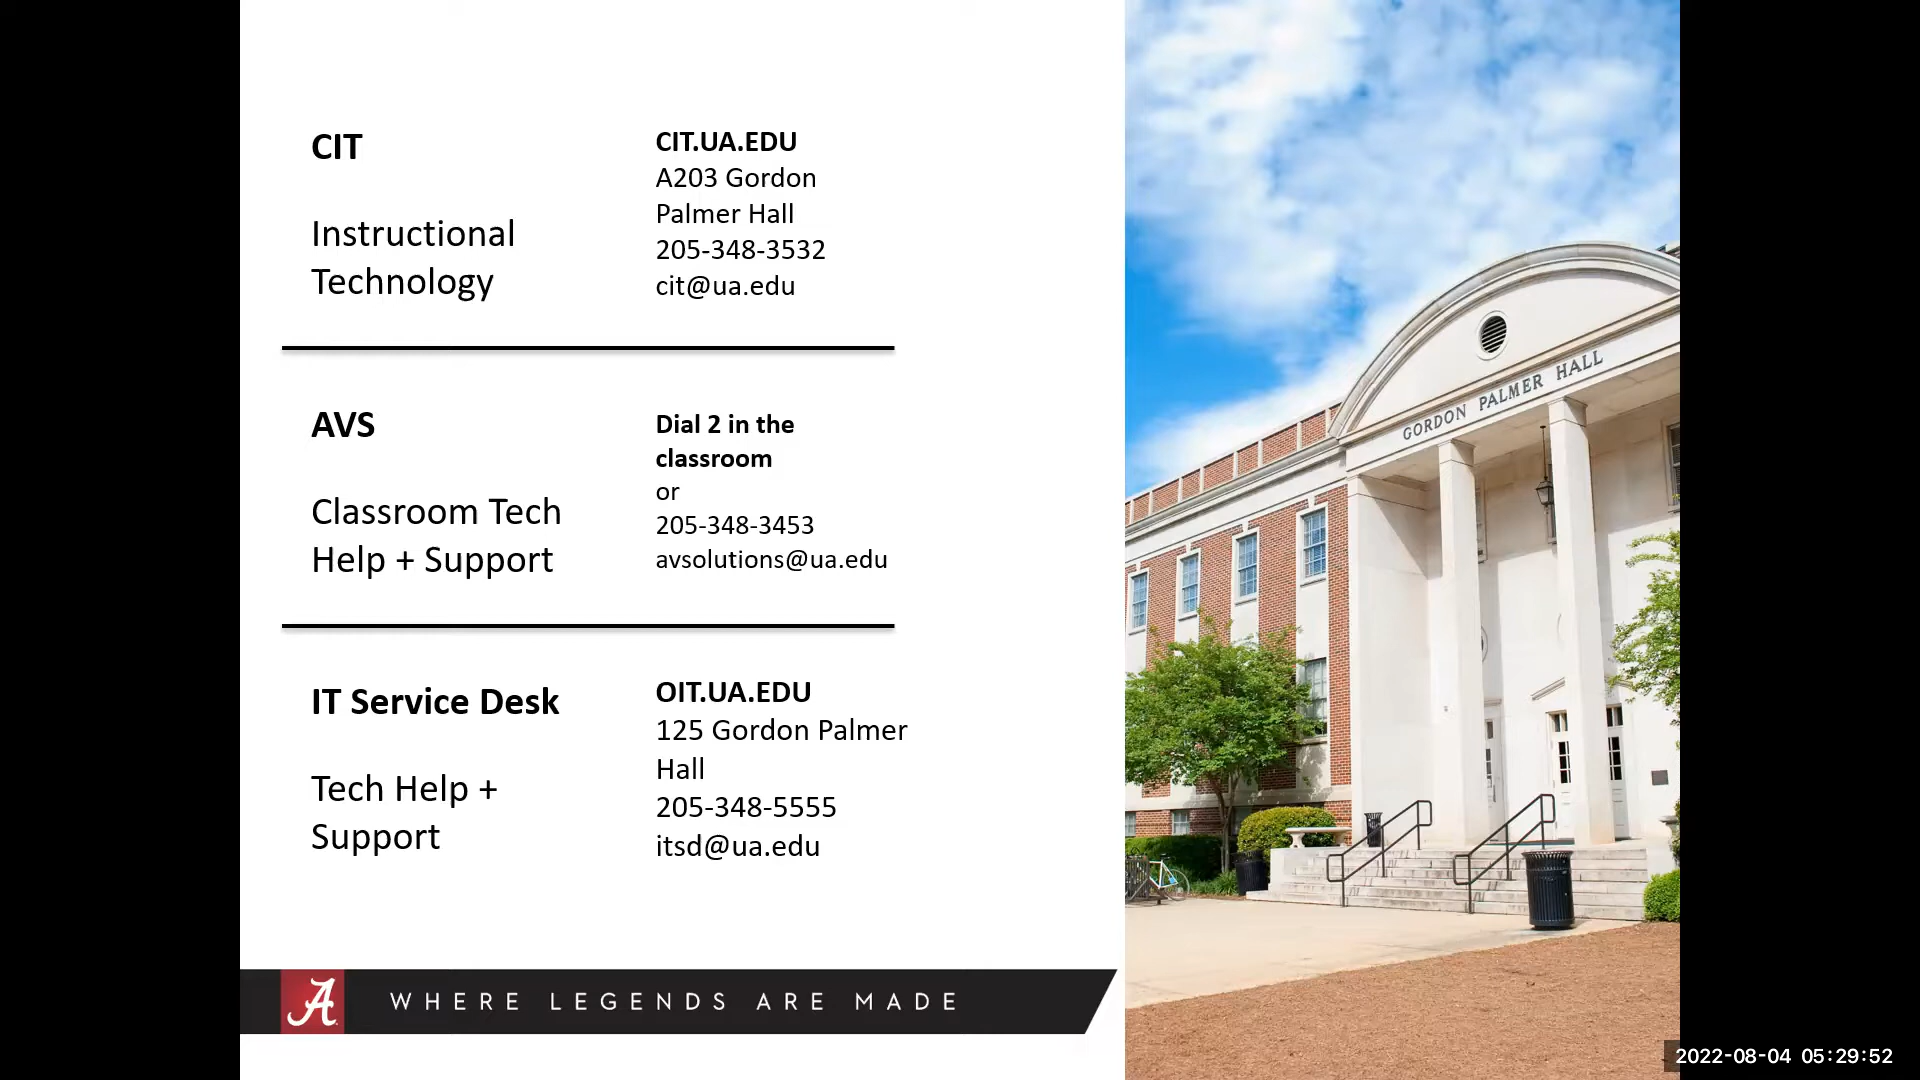 CIT
Instructional
Technology
CIT.UA.EDU
A203 Gordon
Palmer Hall
205-348-3532
cit@ua.edu
AVS
Classroom Tech
Help + Support
Dial 2 in the
classroom
or
205-348-3453
avsolutions@ua.edu
IT Service Desk
Tech Help +
Support
OIT.UA.EDU
125 Gordon Palmer
Hall
205-348-5555
itsd@ua.edu
A WHERE LEGENDS ARE MADE
GORDON PALMER HALL
2022-08-04 05:29:52